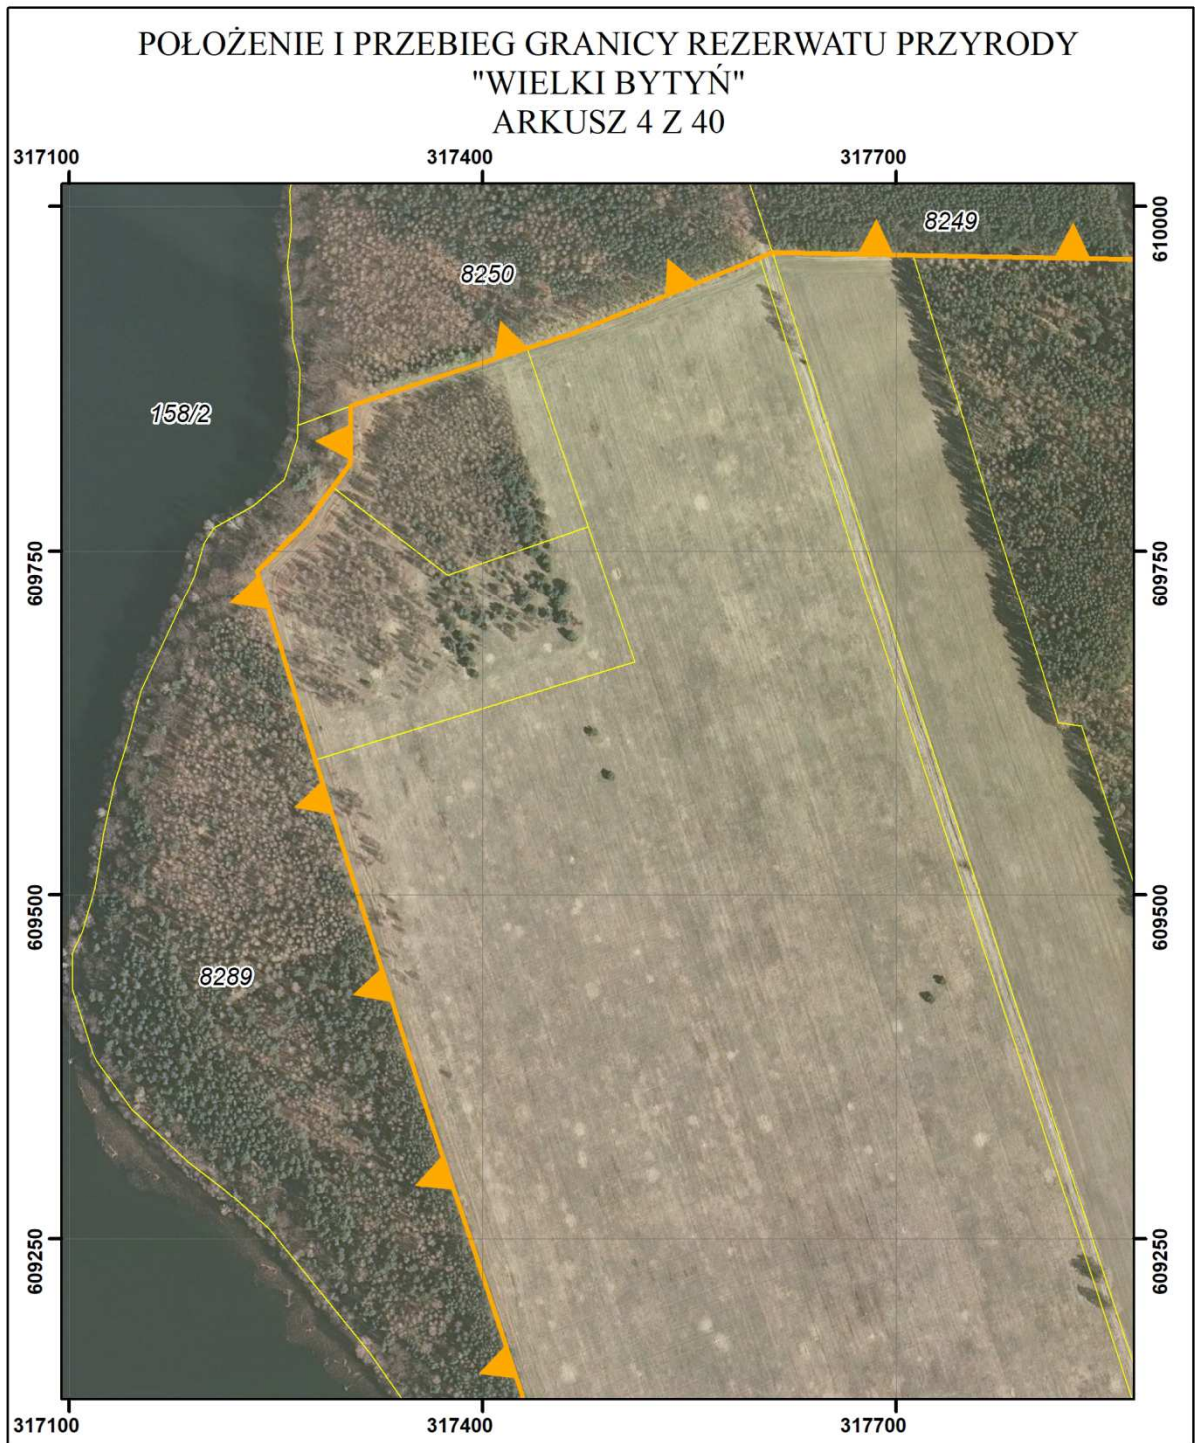 POŁOŻENIE I PRZEBIEG GRANICY REZERWATU PRZYRODY
"WIELKI BYTYŃ"
ARKUSZ 4 Z 40
317100 317400 317700
610000
8249
8250
158/2
609750 609750
609500 609500
8289
609250 609250
317100 317400 317700